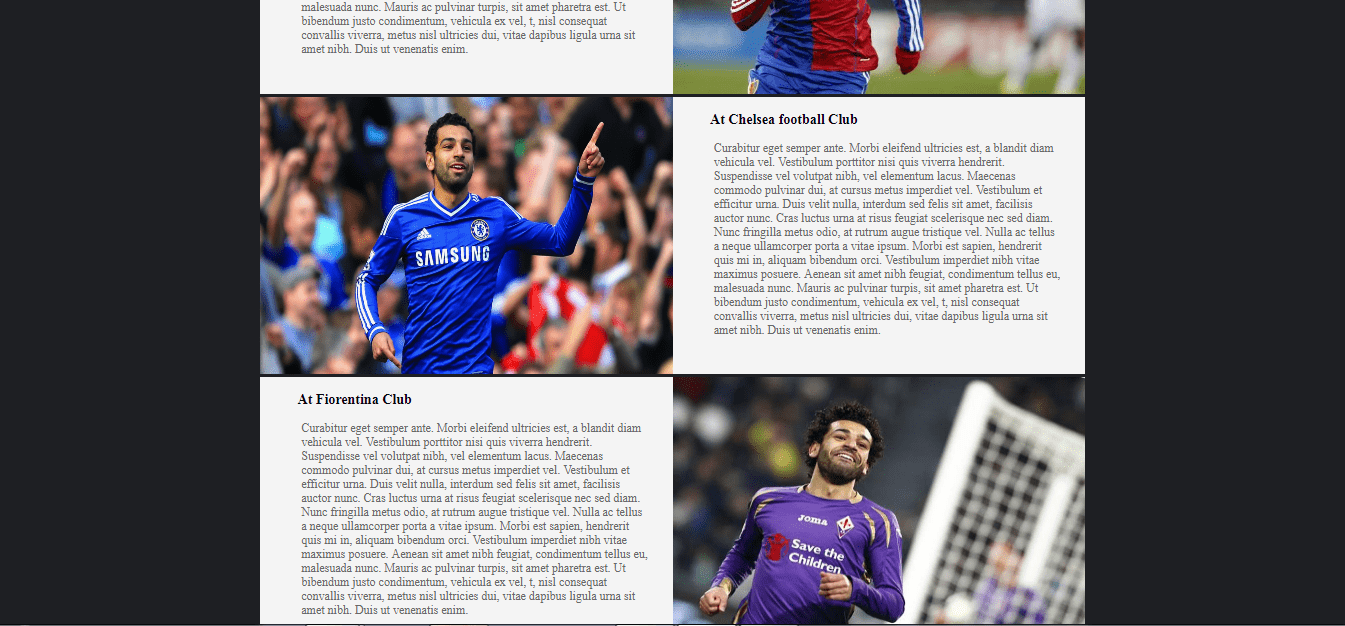 malesuada nunc. Mauris ac pulvinar turpis, sit amet pharetra est. Ut
bibendum justo condimentum, vehicula ex vel, t, nisl consequat
convallis viverra, metus nisl ultricies dui, vitae dapibus ligula urna sit
amet nibh. Duis ut venenatis enim.
SAMSUNG
At Chelsea football Club
Curabitur eget semper ante. Morbi eleifend ultricies est, a blandit diam
vehicula vel. Vestibulum porttitor nisi quis viverra hendrerit.
Suspendisse vel volutpat nibh, vel elementum lacus. Maecenas
commodo pulvinar dui, at cursus metus imperdiet vel. Vestibulum et
efficitur urna. Duis velit nulla, interdum sed felis sit amet, facilisis
auctor nunc. Cras luctus urna at risus feugiat scelerisque nec sed diam.
Nunc fringilla metus odio, at rutrum augue tristique vel. Nulla ac tellus
a neque ullamcorper porta a vitae ipsum. Morbi est sapien, hendrerit
quis mi in, aliquam bibendum orci. Vestibulum imperdiet nibh vitae
maximus posuere. Aenean sit amet nibh feugiat, condimentum tellus eu,
malesuada nunc. Mauris ac pulvinar turpis, sit amet pharetra est. Ut
bibendum justo condimentum, vehicula ex vel, t, nisl consequat
convallis viverra, metus nisl ultricies dui, vitae dapibus ligula urna sit
amet nibh. Duis ut venenatis enim.
At Fiorentina Club
Curabitur eget semper ante. Morbi eleifend ultricies est, a blandit diam
vehicula vel. Vestibulum porttitor nisi quis viverra hendrerit.
Suspendisse vel volutpat nibh, vel elementum lacus. Maecenas
commodo pulvinar dui, at cursus metus imperdiet vel. Vestibulum et
efficitur urna. Duis velit nulla, interdum sed felis sit amet, facilisis
auctor nunc. Cras luctus urna at risus feugiat scelerisque nec sed diam.
Nunc fringilla metus odio, at rutrum augue tristique vel. Nulla ac tellus
a neque ullamcorper porta a vitae ipsum. Morbi est sapien, hendrerit
quis mi in, aliquam bibendum orci. Vestibulum imperdiet nibh vitae
maximus posuere. Aenean sit amet nibh feugiat, condimentum tellus eu,
malesuada nunc. Mauris ac pulvinar turpis, sit amet pharetra est. Ut
bibendum justo condimentum, vehicula ex vel, t, nisl consequat
convallis viverra, metus nisl ultricies dui, vitae dapibus ligula urna sit
amet nibh. Duis ut venenatis enim.
Joma
Save the
Children